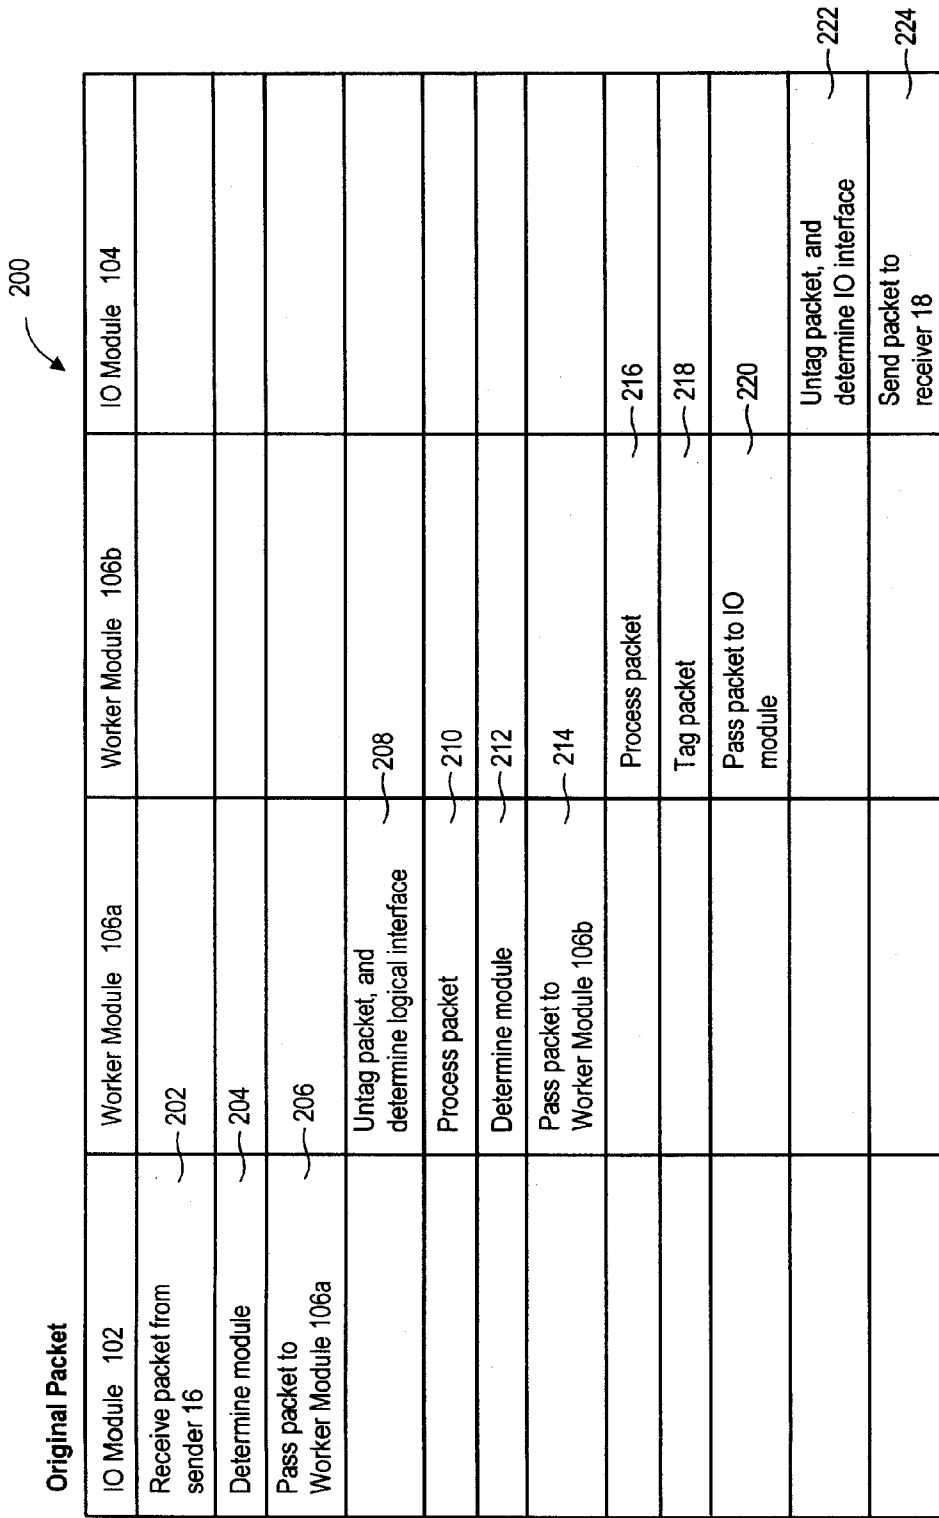 200
Original Packet
IO Module 102
Worker Module 106a
Worker Module 106b
IO Module 104
Receive packet from
sender 16
202
Determine module
204
Pass packet to
Worker Module 106a
206
Untag packet, and
determine logical interface
208
Process packet
210
Determine module
212
Pass packet to
Worker Module 106b
214
Process packet
216
Tag packet
218
Pass packet to IO
module
220
Untag packet, and
determine IO interface
222
Send packet to
receiver 18
224